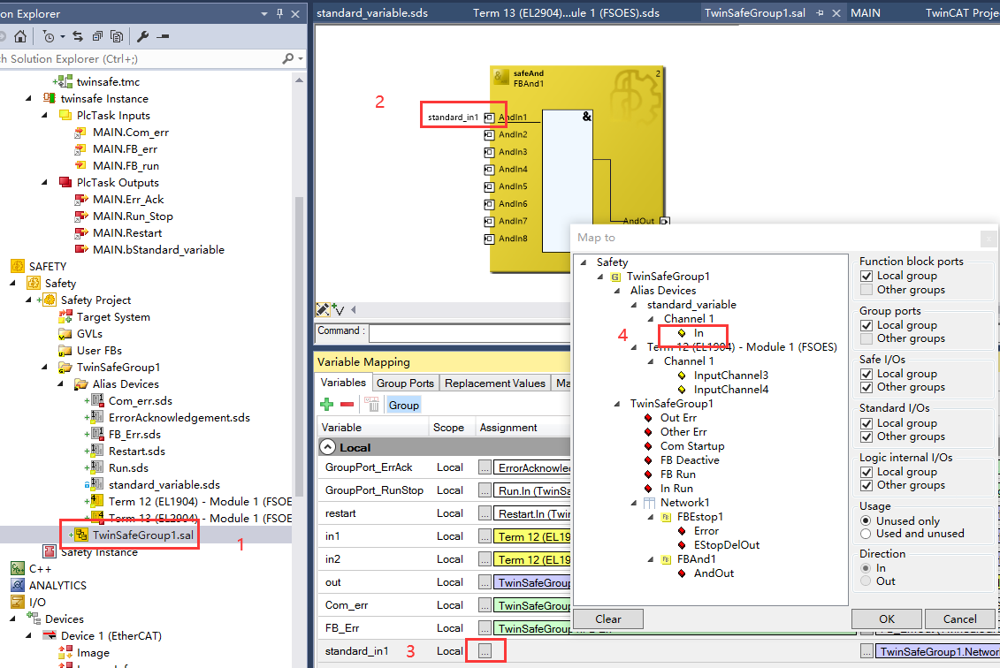 on Explorer
h Solution Explorer (Ctrl+;)
twinsafe.tmc
twinsafe Instance
PlcTask Inputs
MAIN.Com_err
MAIN.FB_err
MAIN.FB_run
PlcTask Outputs
MAIN.Err_Ack
MAIN.Run_Stop
MAIN.Restart
MAIN.bStandard_variable
SAFETY
Safety
Safety Project
Target System
GVLs
User FBs
TwinSafeGroup1
Alias Devices
Com_err.sds
ErrorAcknowledgement.sds
FB_Err.sds
Restart.sds
Run.sds
standard_variable.sds
Term 12 (EL1904) - Module 1 (FSOE
Term 13 (EL2904) - Module 1 (FSOE
TwinSafeGroup1.sal
1
Safety Instance
C++
ANALYTICS
I/O
Devices
Device 1 (EtherCAT)
Image
standard_variable.sds
Term 13 (EL2904)...ule 1 (FSOES).sds
TwinSafeGroup1.sal
MAIN
TwinCAT Proje
2
safeAnd
FBAnd1
2
&
standard_in1
AndIn1
AndIn2
AndIn3
AndIn4
AndIn5
AndIn6
AndIn7
AndIn8
AndOut
Command :
Variable Mapping
Variables
Group Ports
Replacement Values
Ma
Group
Variable
Scope
Assignment
Local
GroupPort_ErrAck Local ... ErrorAcknowle
GroupPort_RunStop Local ... Run.In (TwinSa
restart Local ... Restart.In (Twin
in1 Local ... Term 12 (EL19
in2 Local ... Term 12 (EL19
out Local ... TwinSafeGroup
Com_err Local ... TwinSafeGroup
FB_Err Local ... TwinSafeGroup
standard_in1 3 Local ... ... TwinSafeGroup1.Network
Map to
Safety
TwinSafeGroup1
Alias Devices
standard_variable
Channel 1
4
In
Term 12 (EL1904) - Module 1 (FSOES)
Channel 1
InputChannel3
InputChannel4
TwinSafeGroup1
Out Err
Other Err
Com Startup
FB Deactive
FB Run
In Run
Network1
FBEstop1
Error
EStopDelOut
FBAnd1
AndOut
Function block ports
Local group
Other groups
Group ports
Local group
Other groups
Safe I/Os
Local group
Other groups
Standard I/Os
Local group
Other groups
Logic internal I/Os
Local group
Other groups
Usage
Unused only
Used and unused
Direction
In
Out
Clear
OK
Cancel